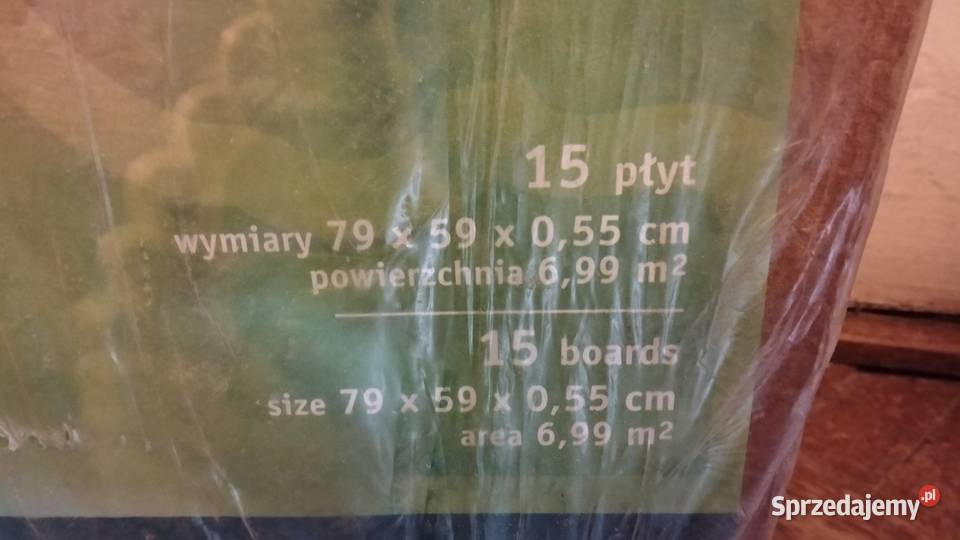 15 płyt
wymiary 79 x 59 x 0,55 cm
powierzchnia 6,99 m²
15 boards
size 79 x 59 x 0,55 cm
area 6,99 m²
Sprzedajemy.pl